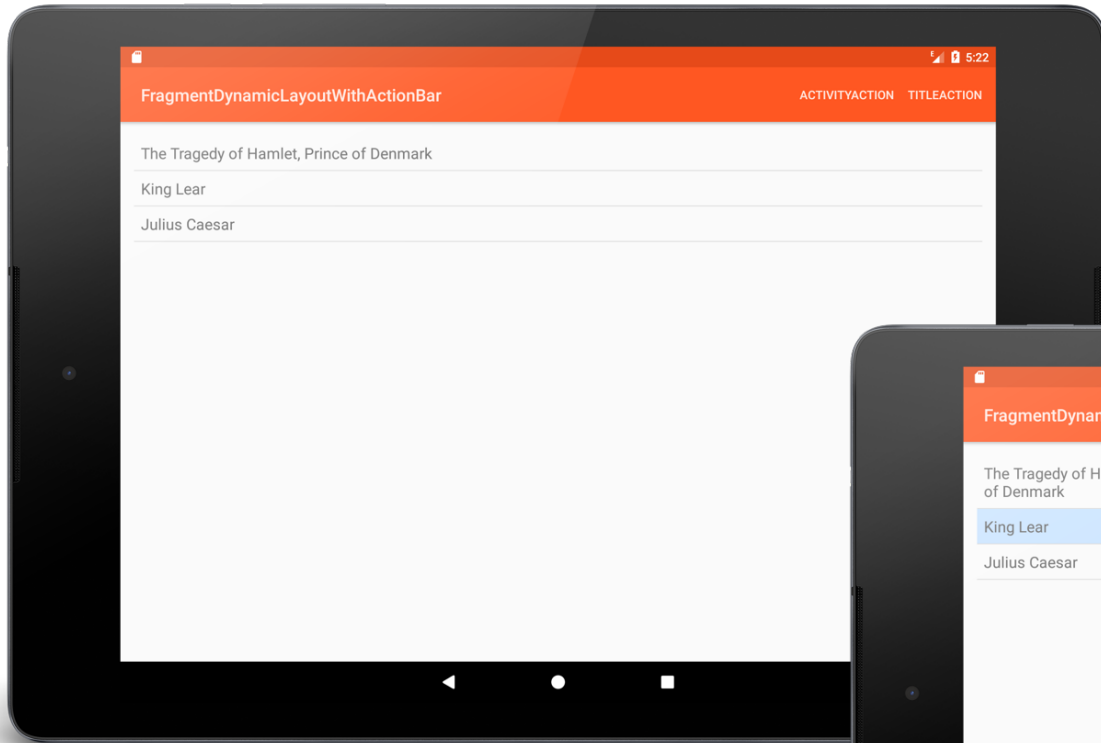 5:22
FragmentDynamicLayoutWithActionBar
ACTIVITYACTION TITLEACTION
The Tragedy of Hamlet, Prince of Denmark
King Lear
Julius Caesar
The Tragedy of H
of Denmark
King Lear
Julius Caesar